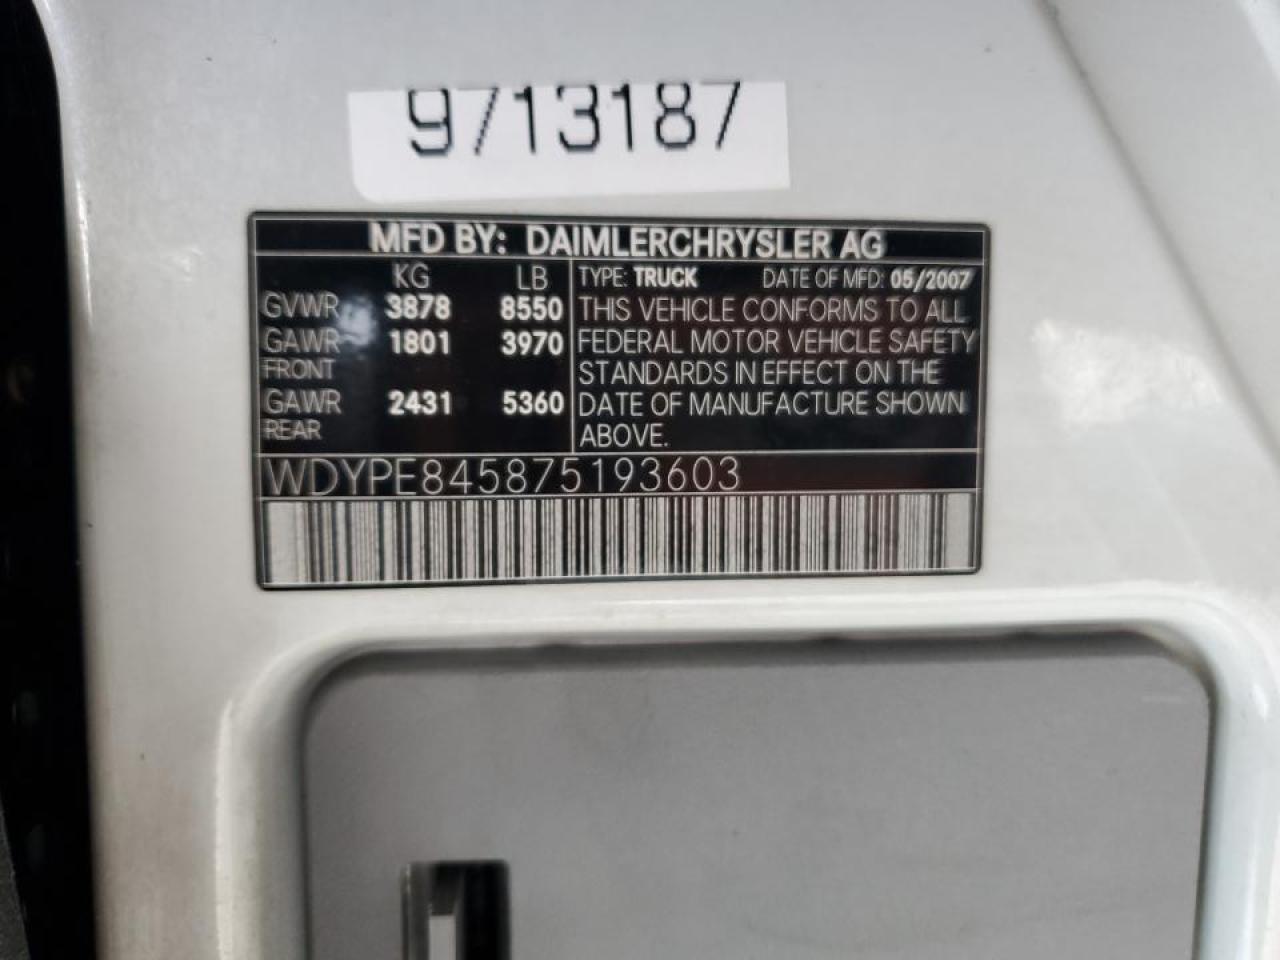 9713187
MFD BY: DAIMLERCHRYSLER AG
KG LB TYPE: TRUCK DATE OF MFD: 05/2007
GVWR 3878 8550 THIS VEHICLE CONFORMS TO ALL
GAWR 1801 3970 FEDERAL MOTOR VEHICLE SAFETY
FRONT STANDARDS IN EFFECT ON THE
GAWR 2431 5360 DATE OF MANUFACTURE SHOWN
REAR ABOVE.
WDYPE845875193603